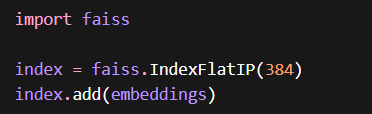 import faiss
index = faiss.IndexFlatIP(384)
index.add(embeddings)